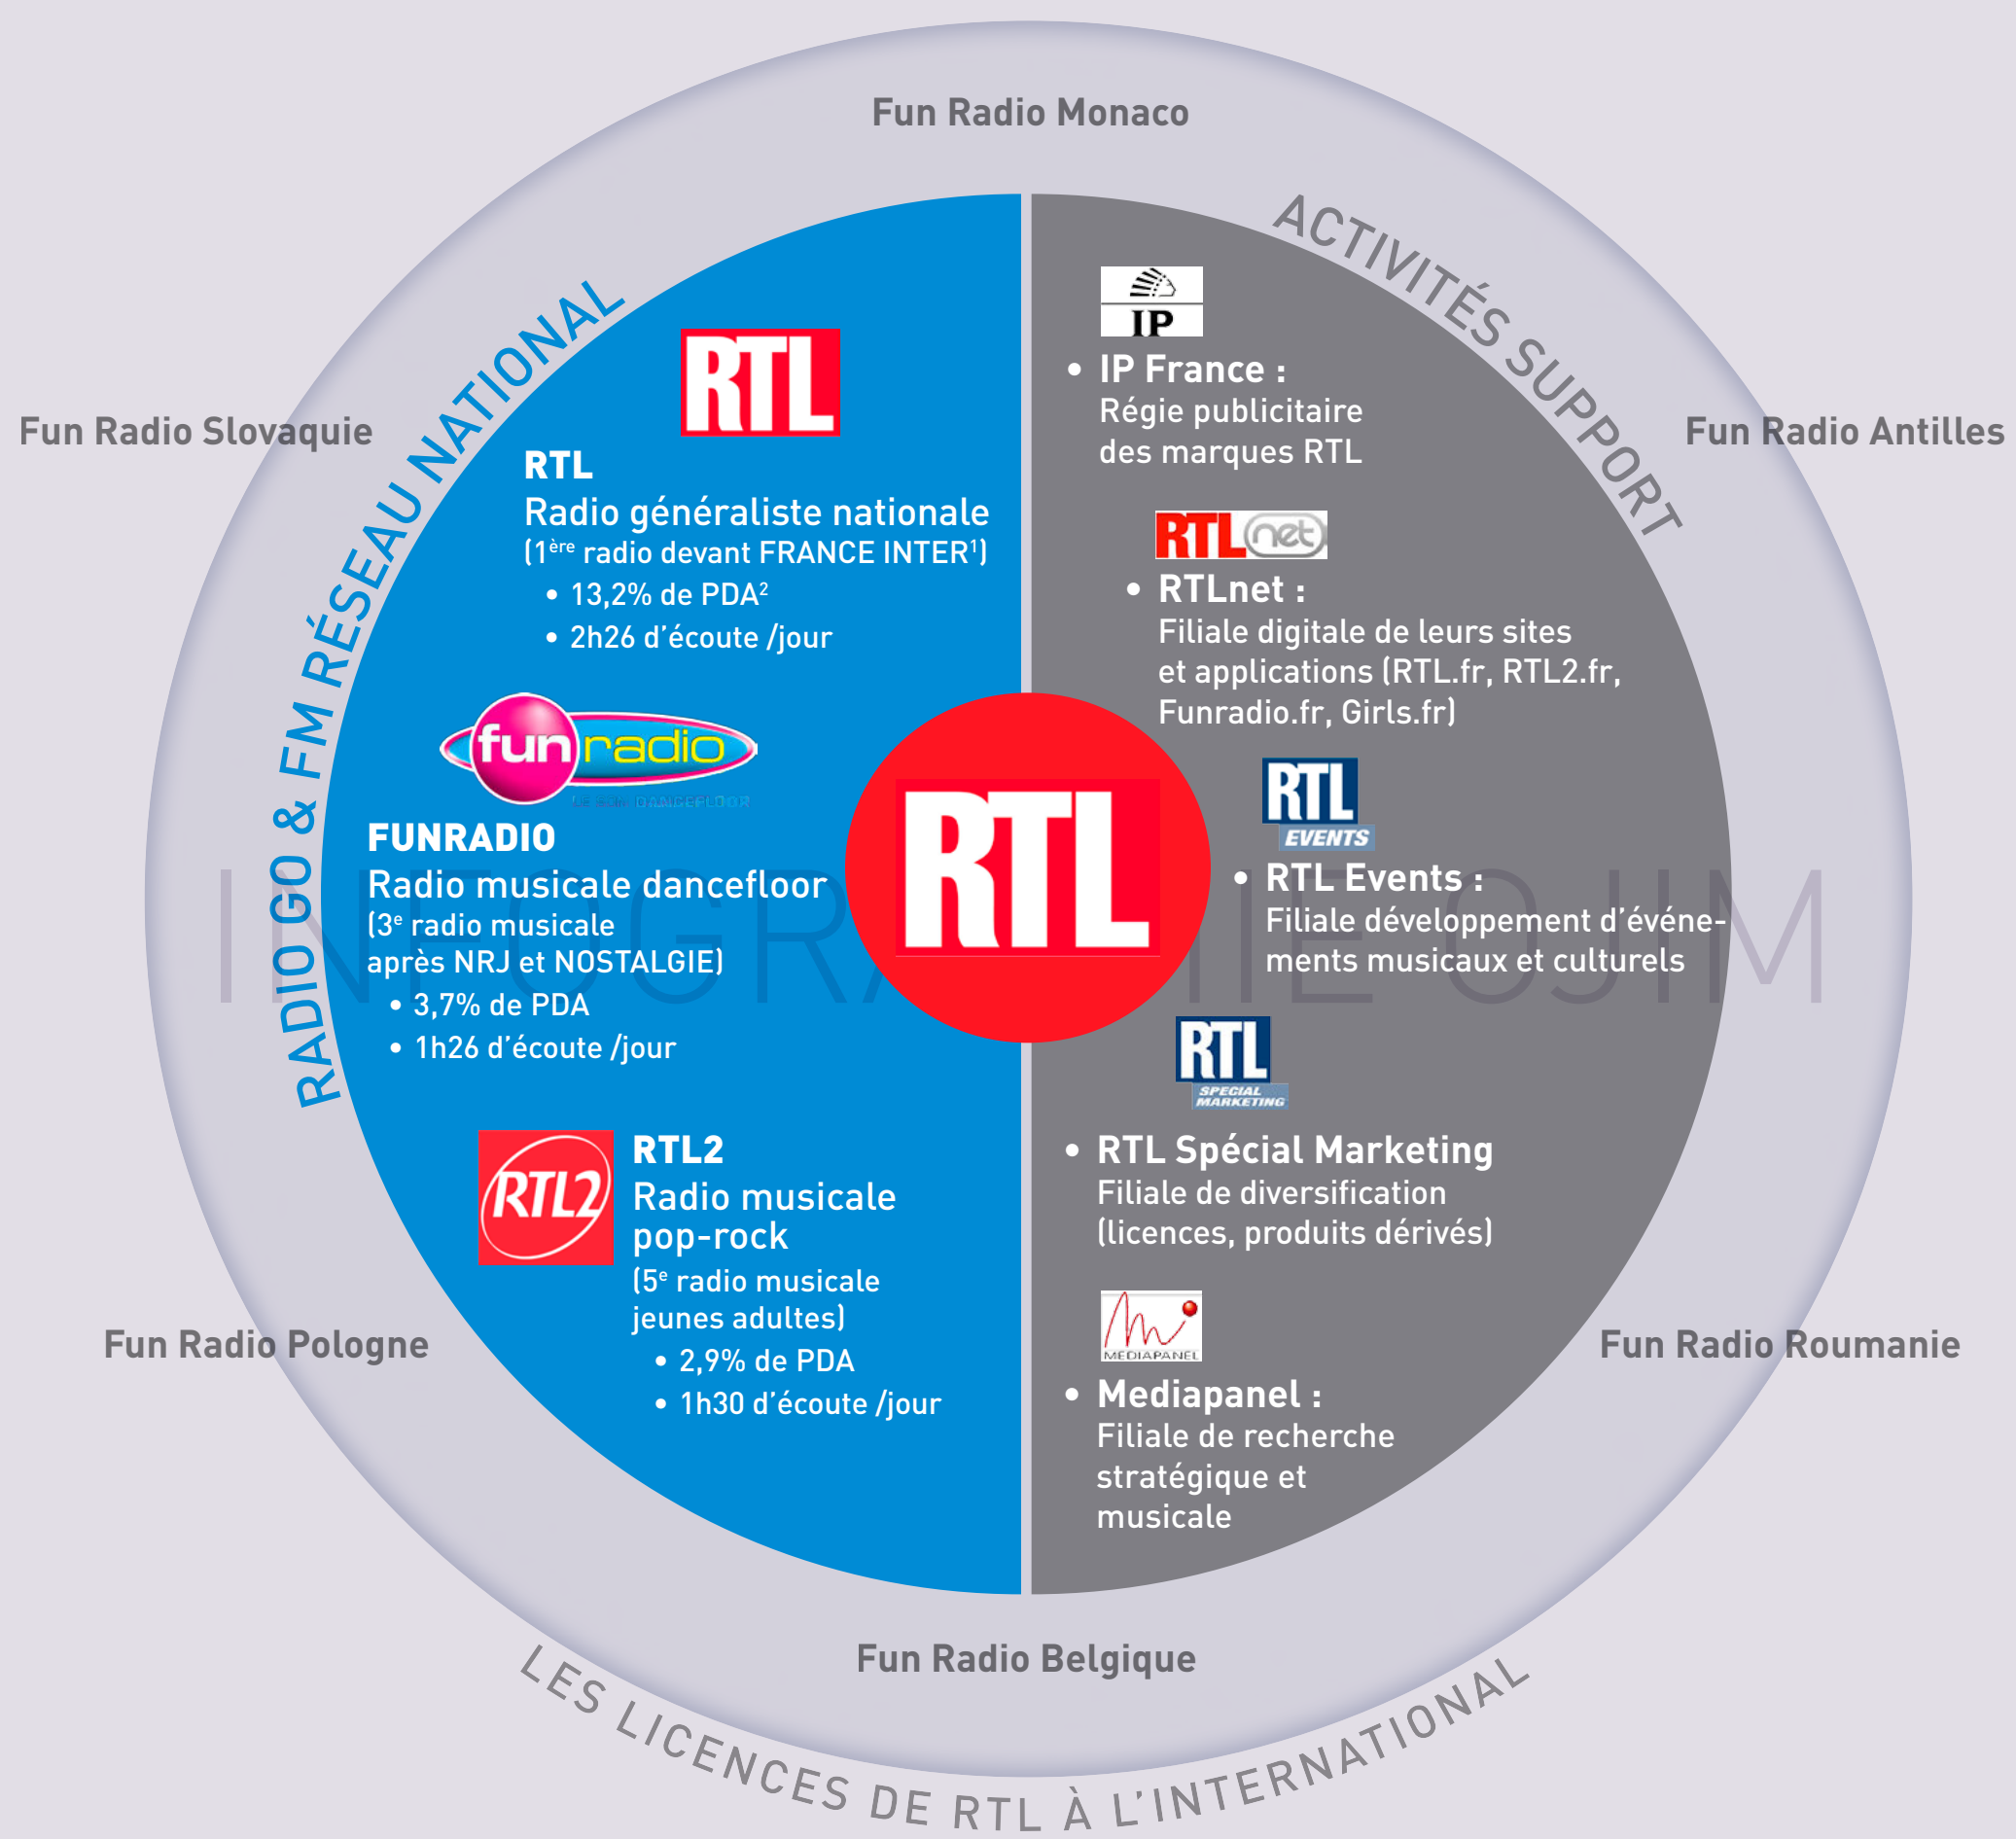 Fun Radio Monaco
ACTIVITÉS SUPPORT
Fun Radio Slovaquie
Fun Radio Antilles
RADIO GO & FM RÉSEAU NATIONAL
RTL
RTL
Radio généraliste nationale
(1ère radio devant FRANCE INTER¹)
• 13,2% de PDA²
• 2h26 d’écoute /jour
fun radio
LE SON DANCEFLOOR
FUNRADIO
Radio musicale dancefloor
(3e radio musicale
après NRJ et NOSTALGIE)
• 3,7% de PDA
• 1h26 d’écoute /jour
RTL2
RTL2
Radio musicale
pop-rock
(5e radio musicale
jeunes adultes)
• 2,9% de PDA
• 1h30 d’écoute /jour
RTL
IP
• IP France :
Régie publicitaire
des marques RTL
RTL net
• RTLnet :
Filiale digitale de leurs sites
et applications (RTL.fr, RTL2.fr,
Funradio.fr, Girls.fr)
RTL
EVENTS
• RTL Events :
Filiale développement d’événe-
ments musicaux et culturels
RTL
SPECIAL
MARKETING
• RTL Spécial Marketing
Filiale de diversification
(licences, produits dérivés)
MEDIAPANEL
• Mediapanel :
Filiale de recherche
stratégique et
musicale
INFOGRAPHIE OJIM
Fun Radio Pologne
Fun Radio Roumanie
Fun Radio Belgique
LES LICENCES DE RTL À L’INTERNATIONAL